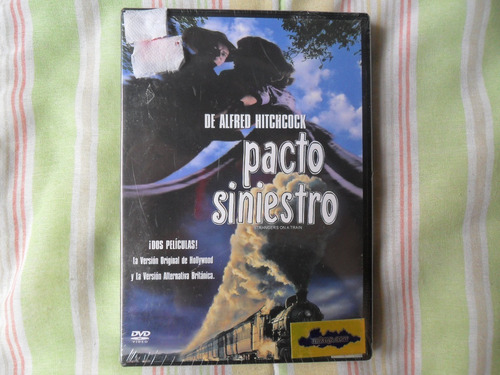 DE ALFRED HITCHCOCK
pacto
siniestro
STRANGERS ON A TRAIN
¡DOS PELÍCULAS!
la Versión Original de Hollywood
y la Versión Alternativa Británica.
DVD
VIDEO